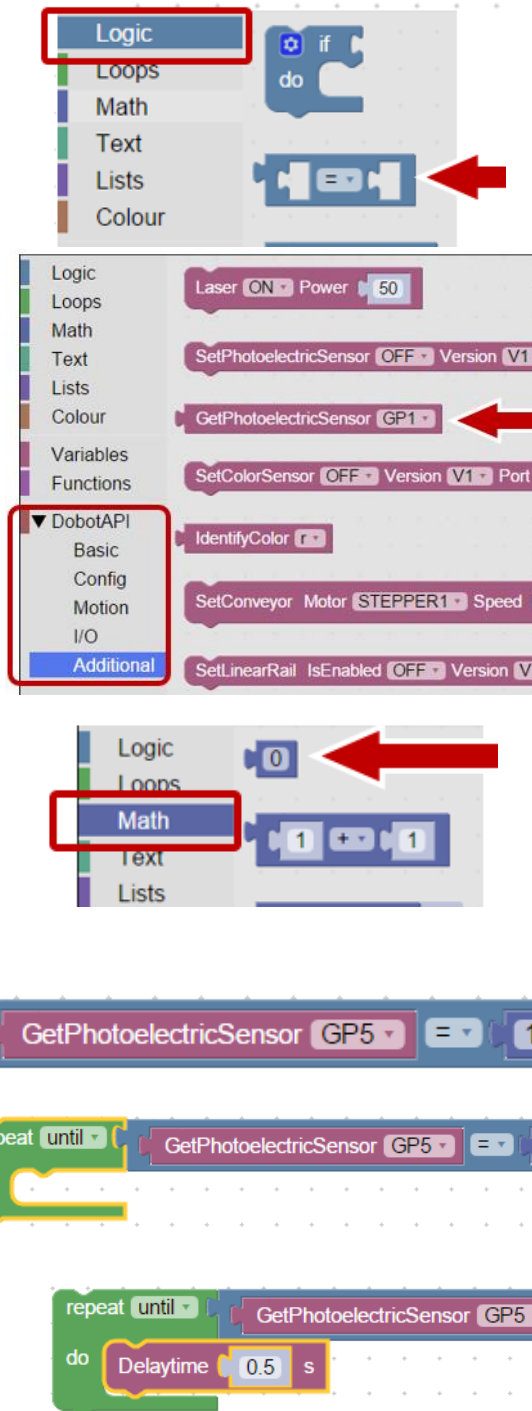 Logic
Loops
Math
Text
Lists
Colour
if
do
=
Logic
Loops
Math
Text
Lists
Colour
Variables
Functions
DobotAPI
Basic
Config
Motion
I/O
Additional
Laser ON Power 50
SetPhotoelectricSensor OFF Version V1
GetPhotoelectricSensor GP1
SetColorSensor OFF Version V1 Port
IdentifyColor r
SetConveyor Motor STEPPER1 Speed
SetLinearRail IsEnabled OFF Version V
Logic
Loops
Math
Text
Lists
0
1 + 1
GetPhotoelectricSensor GP5 = 1
peat until GetPhotoelectricSensor GP5 =
repeat until GetPhotoelectricSensor GP5
do Delaytime 0.5 s